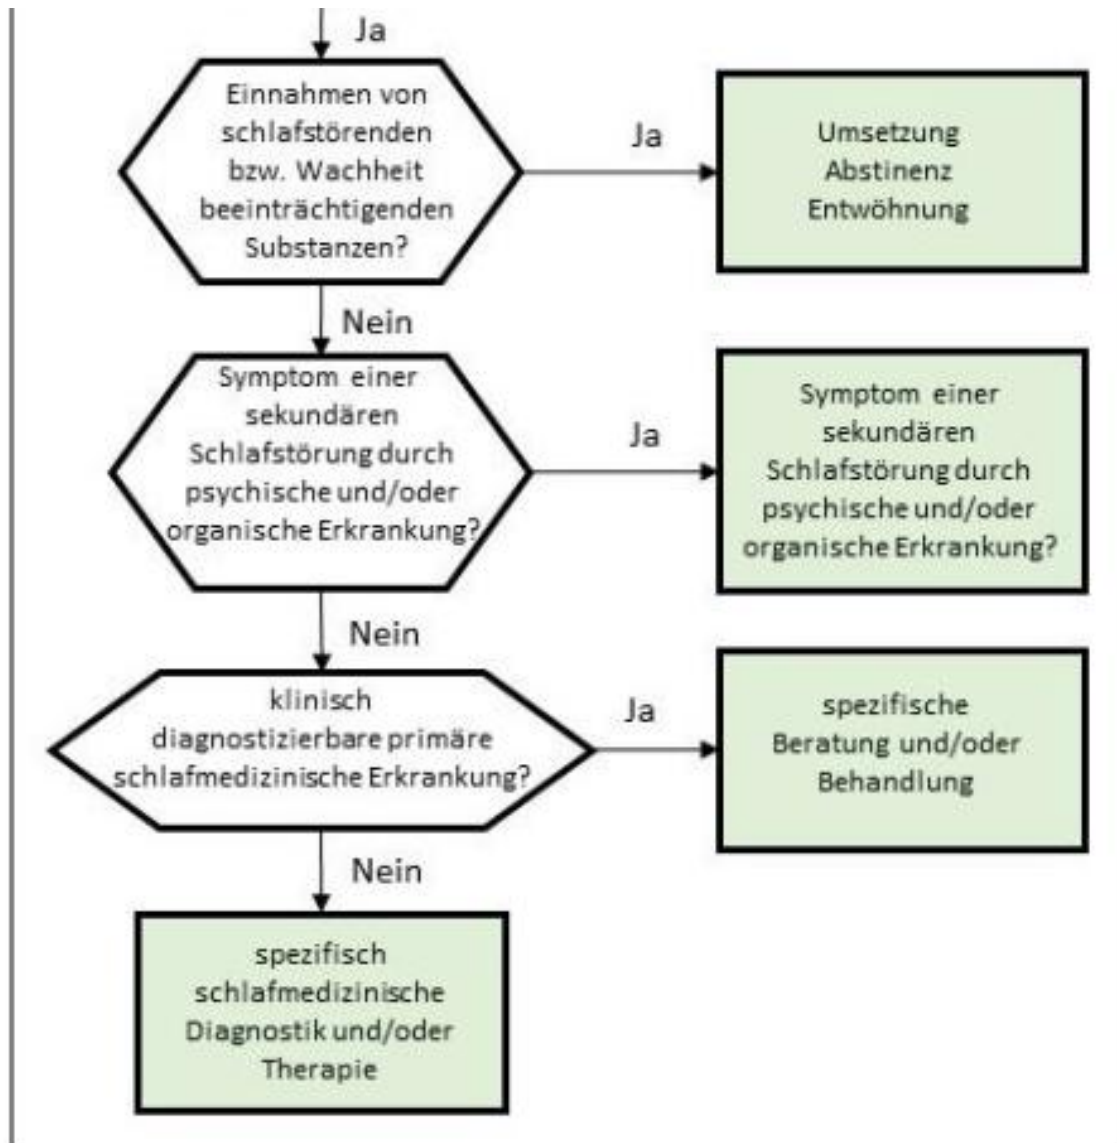 Ja
Einnahmen von
schlafstörenden
bzw. Wachheit
beeinträchtigenden
Substanzen?
Ja
Umsetzung
Abstinenz
Entwöhnung
Nein
Symptom einer
sekundären
Schlafstörung durch
psychische und/oder
organische Erkrankung?
Ja
Symptom einer
sekundären
Schlafstörung durch
psychische und/oder
organische Erkrankung?
Nein
klinisch
diagnostizierbare primäre
schlafmedizinische Erkrankung?
Ja
spezifische
Beratung und/oder
Behandlung
Nein
spezifisch
schlafmedizinische
Diagnostik und/oder
Therapie